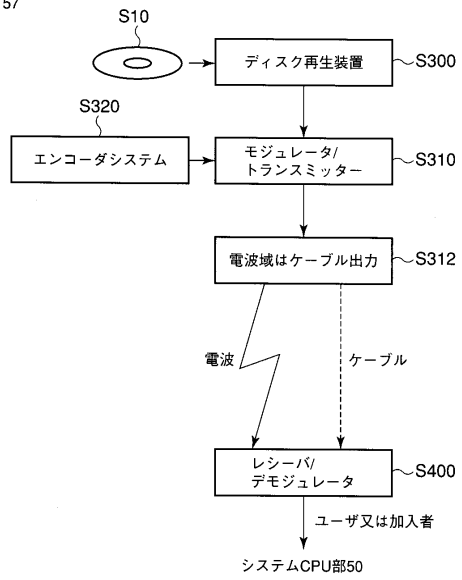 57
S10
ディスク再生装置
S300
S320
エンコーダシステム
モジュレータ/
トランスミッター
S310
電波域はケーブル出力
S312
電波
ケーブル
レシーバ/
デモジュレータ
S400
ユーザ又は加入者
システムCPU部50